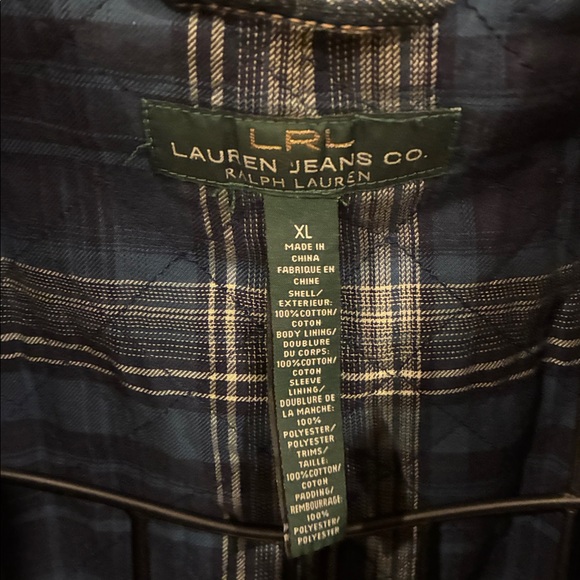 LRL
LAUREN JEANS CO.
RALPH LAUREN
XL
MADE IN
CHINA
FABRIQUE EN
CHINE
SHELL/
EXTERIEUR:
100%COTTON/
COTON
BODY LINING/
DOUBLURE
DU CORPS:
100%COTTON/
COTON
SLEEVE
LINING/
DOUBLURE DE
LA MANCHE:
100%
POLYESTER/
POLYESTER
TRIMS/
TAILLE:
100%COTTON/
COTON
PADDING/
REMBOURRAGE:
100%
POLYESTER/
POLYESTER